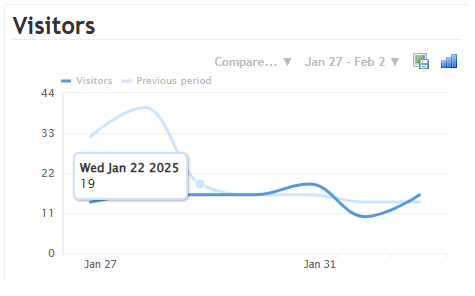 Visitors
Compare... ▼ Jan 27 - Feb 2 ▼
Visitors Previous period
44
33
22
11
0
Wed Jan 22 2025
19
Jan 27 Jan 31